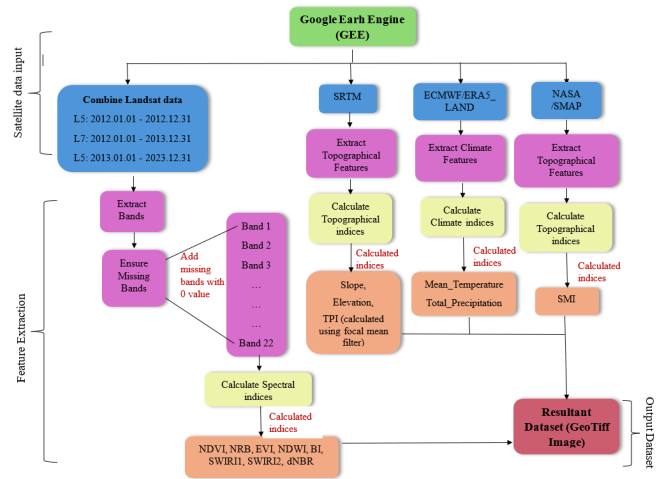 Google Earh Engine
(GEE)
Satellite data input
Combine Landsat data
L5: 2012.01.01 - 2012.12.31
L7: 2012.01.01 - 2013.12.31
L5: 2013.01.01 - 2023.12.31
SRTM
ECMWF/ERA5_
LAND
NASA
/SMAP
Extract
Topographical
Features
Extract Climate
Features
Extract
Topographical
Features
Feature Extraction
Extract
Bands
Ensure
Missing
Bands
Add
missing
bands with
0 value
Band 1
Band 2
Band 3
...
...
...
Band 22
Calculate
Topographical
indices
Calculate
Climate indices
Calculate
Topographical
indices
Calculated
indices
Calculated
indices
Calculated
indices
Slope,
Elevation,
TPI (calculated
using focal mean
filter)
Mean_Temperature
Total_Precipitation
SMI
Calculate Spectral
indices
Calculated
indices
NDVI, NRB, EVI, NDWI, BI,
SWIRI1, SWIRI2, dNBR
Resultant
Dataset (GeoTiff
Image)
Output
Dataset